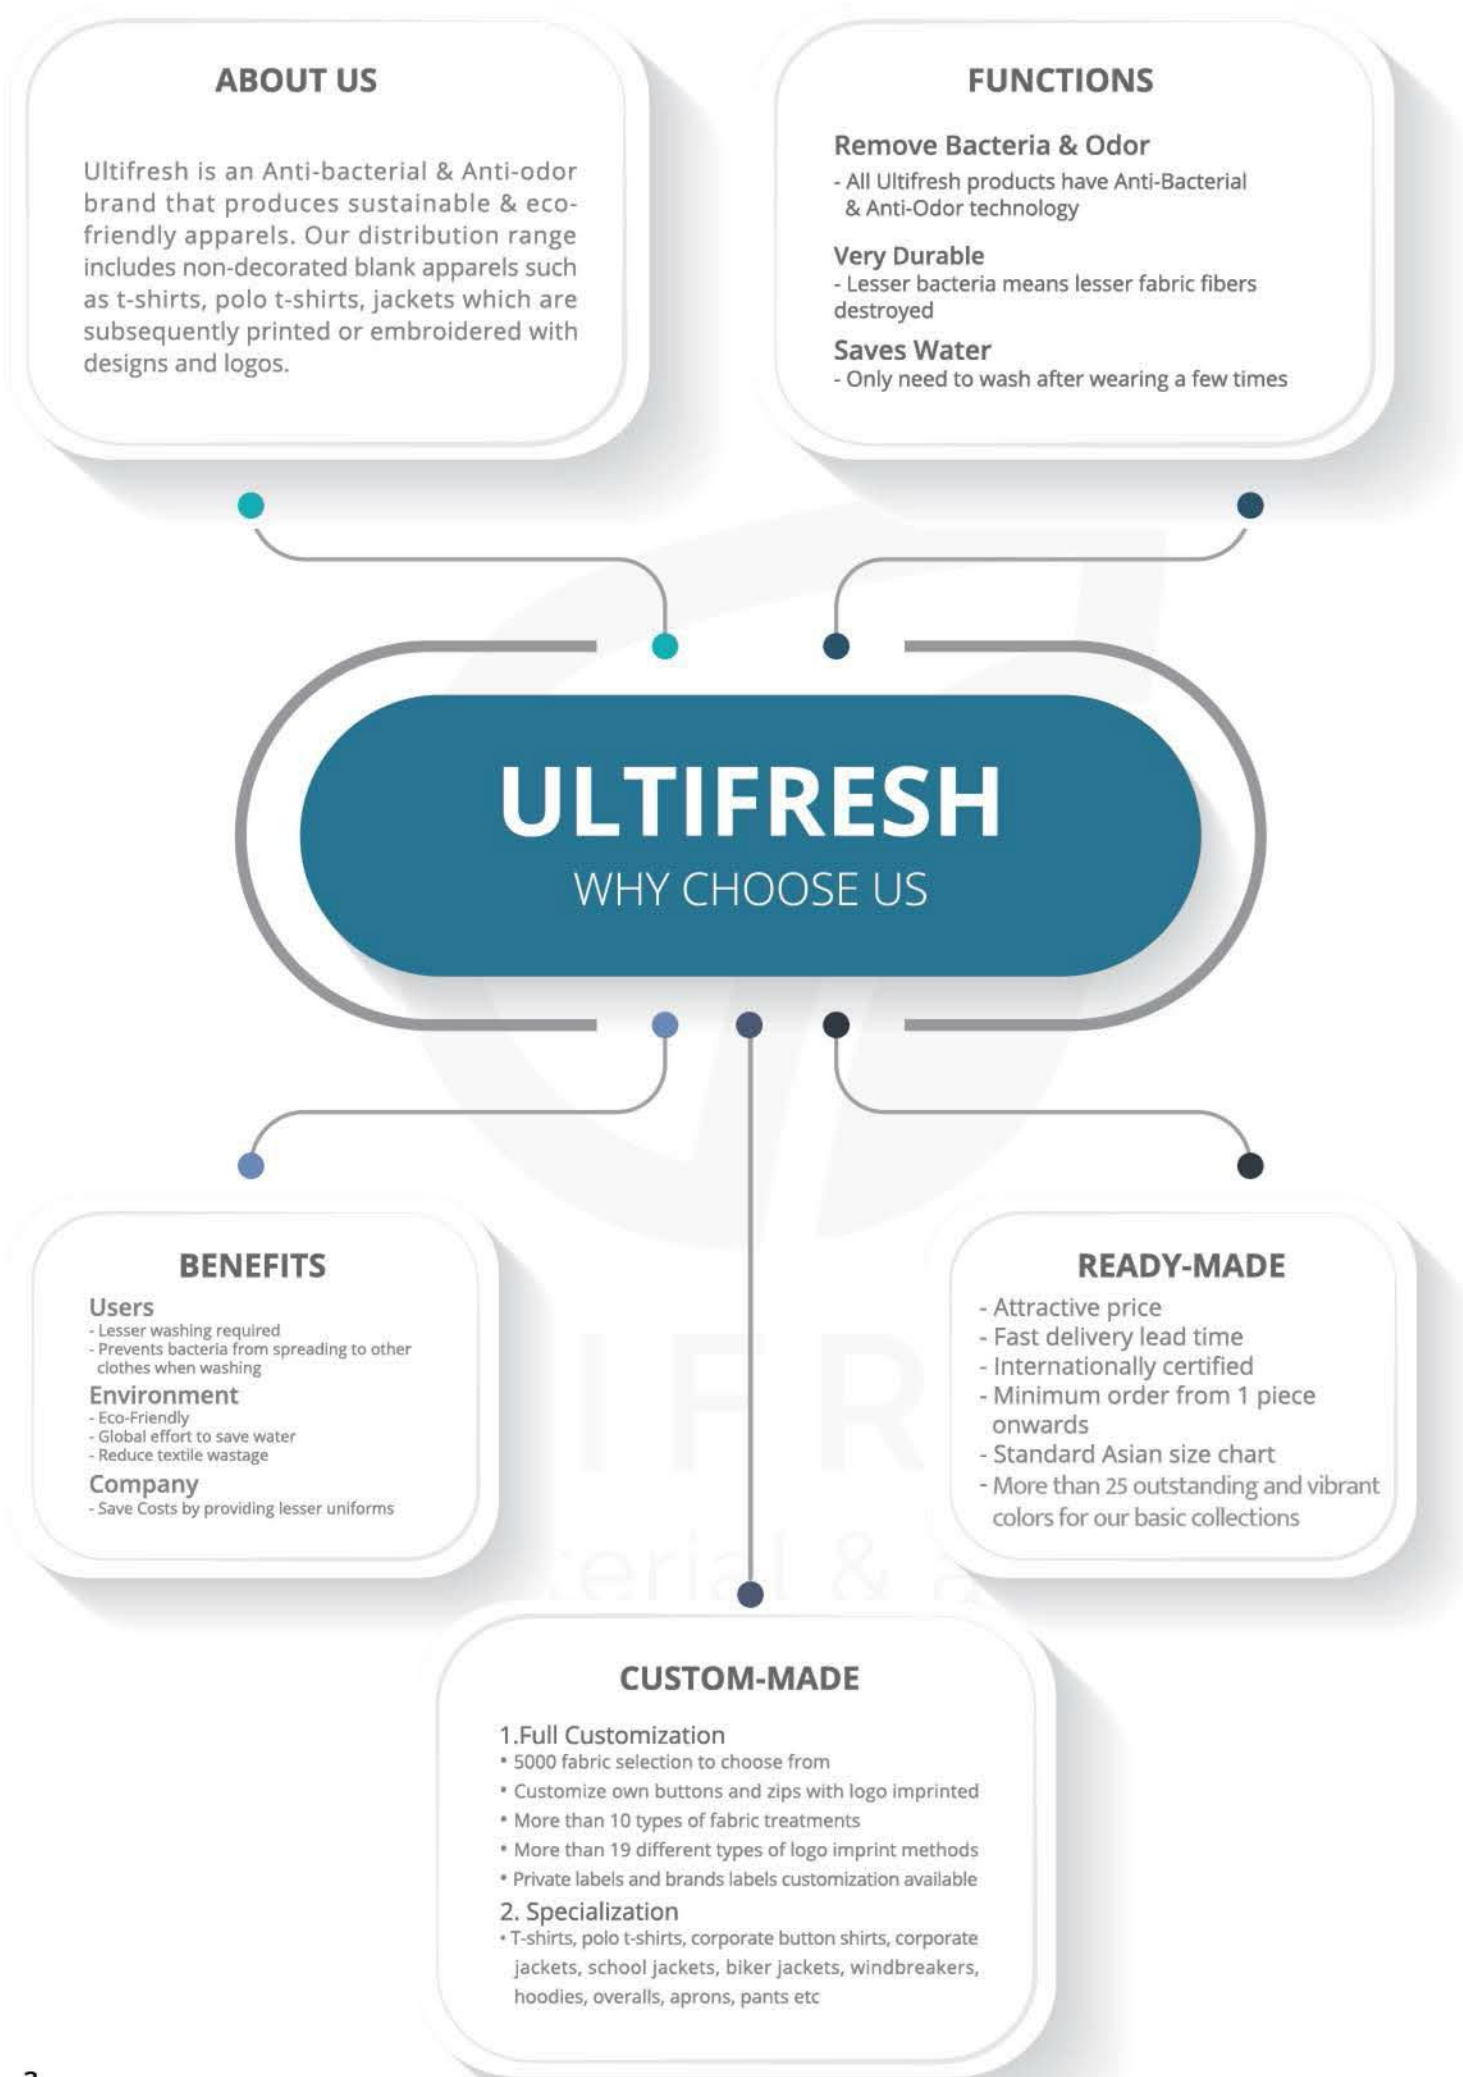 ABOUT US
Ultifresh is an Anti-bacterial & Anti-odor
brand that produces sustainable & eco-
friendly apparels. Our distribution range
includes non-decorated blank apparels such
as t-shirts, polo t-shirts, jackets which are
subsequently printed or embroidered with
designs and logos.
FUNCTIONS
Remove Bacteria & Odor
- All Ultifresh products have Anti-Bacterial
& Anti-Odor technology
Very Durable
- Lesser bacteria means lesser fabric fibers
destroyed
Saves Water
- Only need to wash after wearing a few times
ULTIFRESH
WHY CHOOSE US
BENEFITS
Users
- Lesser washing required
- Prevents bacteria from spreading to other
clothes when washing
Environment
- Eco-Friendly
- Global effort to save water
- Reduce textile wastage
Company
- Save Costs by providing lesser uniforms
READY-MADE
- Attractive price
- Fast delivery lead time
- Internationally certified
- Minimum order from 1 piece
onwards
- Standard Asian size chart
- More than 25 outstanding and vibrant
colors for our basic collections
CUSTOM-MADE
1.Full Customization
• 5000 fabric selection to choose from
• Customize own buttons and zips with logo imprinted
• More than 10 types of fabric treatments
• More than 19 different types of logo imprint methods
• Private labels and brands labels customization available
2. Specialization
• T-shirts, polo t-shirts, corporate button shirts, corporate
jackets, school jackets, biker jackets, windbreakers,
hoodies, overalls, aprons, pants etc